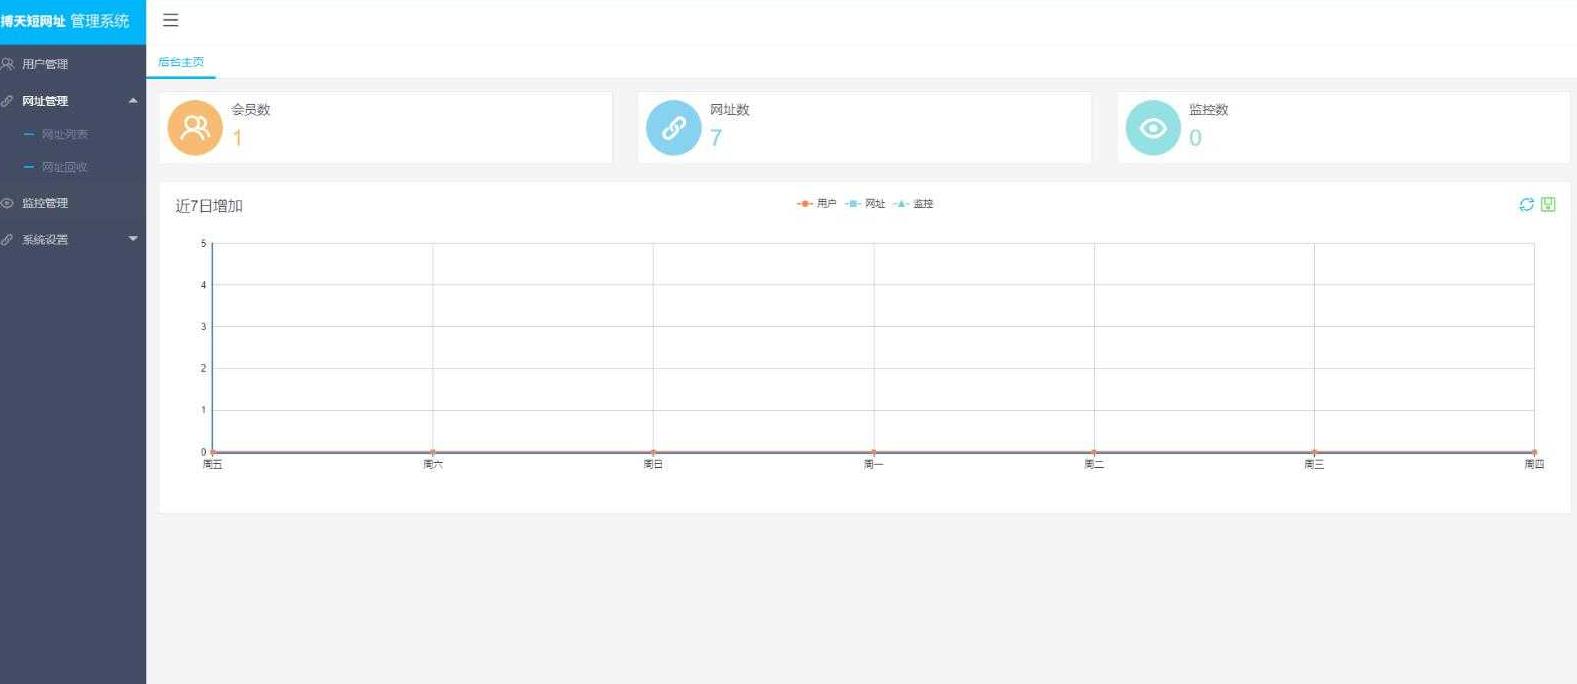 搏天短网址 管理系统
用户管理
网址管理
网址列表
网址回收
监控管理
系统设置
后台主页
会员数
1
网址数
7
监控数
0
近7日增加
用户 网址 监控
5
4
3
2
1
0
周五 周六 周日 周一 周二 周三 周四